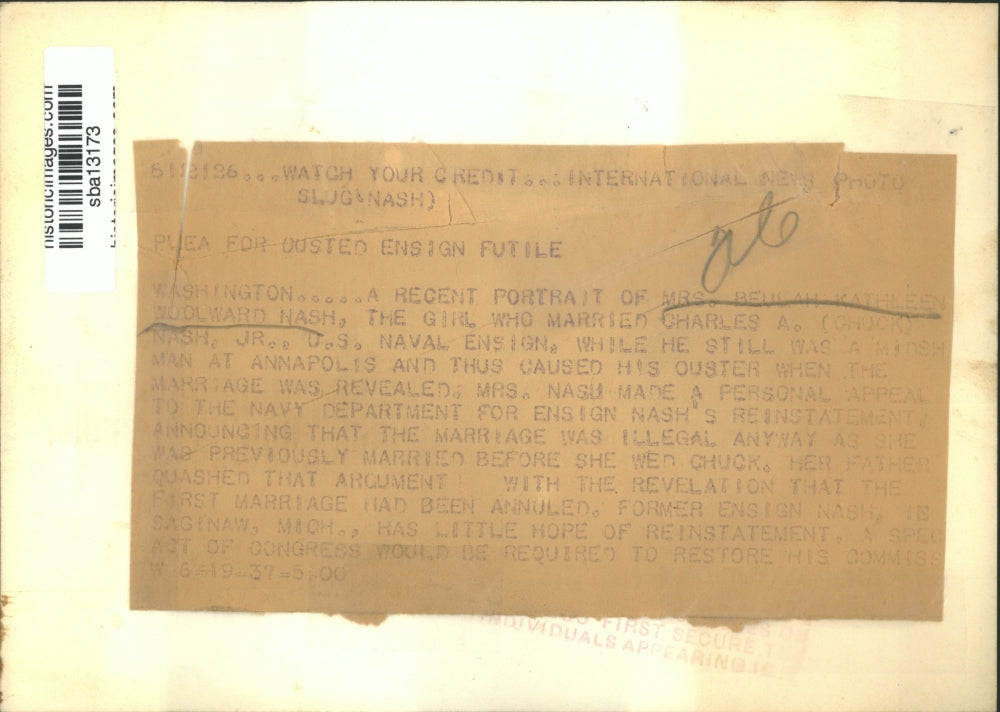 historicimages.com
sba13173
WATCH YOUR CREDIT...INTERNATIONAL NEWS PHOTO
SLUG(NASH)
26
PLEA FOR OUSTED ENSIGN FUTILE
WASHINGTON.....A RECENT PORTRAIT OF MRS. BEULAH KATHLEEN
WOOLWARD NASH, THE GIRL WHO MARRIED CHARLES A. (CHUCK)
NASH, JR., U.S. NAVAL ENSIGN, WHILE HE STILL WAS A MIDSH
MAN AT ANNAPOLIS AND THUS CAUSED HIS OUSTER WHEN THE
MARRIAGE WAS REVEALED. MRS. NASH MADE A PERSONAL APPEAL
TO THE NAVY DEPARTMENT FOR ENSIGN NASH'S REINSTATEMENT,
ANNOUNCING THAT THE MARRIAGE WAS ILLEGAL ANYWAY AS SHE
WAS PREVIOUSLY MARRIED BEFORE SHE WED CHUCK. HER FATHER
QUASHED THAT ARGUMENT WITH THE REVELATION THAT THE
FIRST MARRIAGE HAD BEEN ANNULED. FORMER ENSIGN NASH, IN
SAGINAW, MICH., HAS LITTLE HOPE OF REINSTATEMENT. A SPEC
ACT OF CONGRESS WOULD BE REQUIRED TO RESTORE HIS COMMISS
W 6-19-37-5;00
FIRST SECURE T
INDIVIDUALS APPEARING I